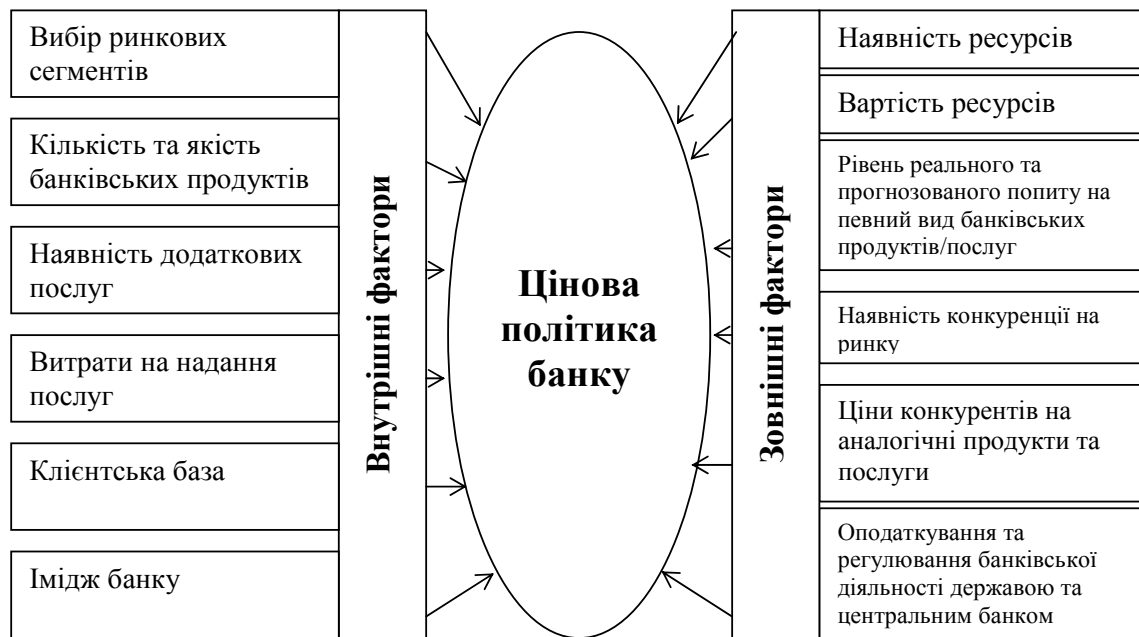 Вибір ринкових
сегментів
Кількість та якість
банківських продуктів
Наявність додаткових
послуг
Витрати на надання
послуг
Клієнтська база
Імідж банку
Внутрішні фактори
Цінова
політика
банку
Зовнішні фактори
Наявність ресурсів
Вартість ресурсів
Рівень реального та
прогнозованого попиту на
певний вид банківських
продуктів/послуг
Наявність конкуренції на
ринку
Ціни конкурентів на
аналогічні продукти та
послуги
Оподаткування та
регулювання банківської
діяльності державою та
центральним банком